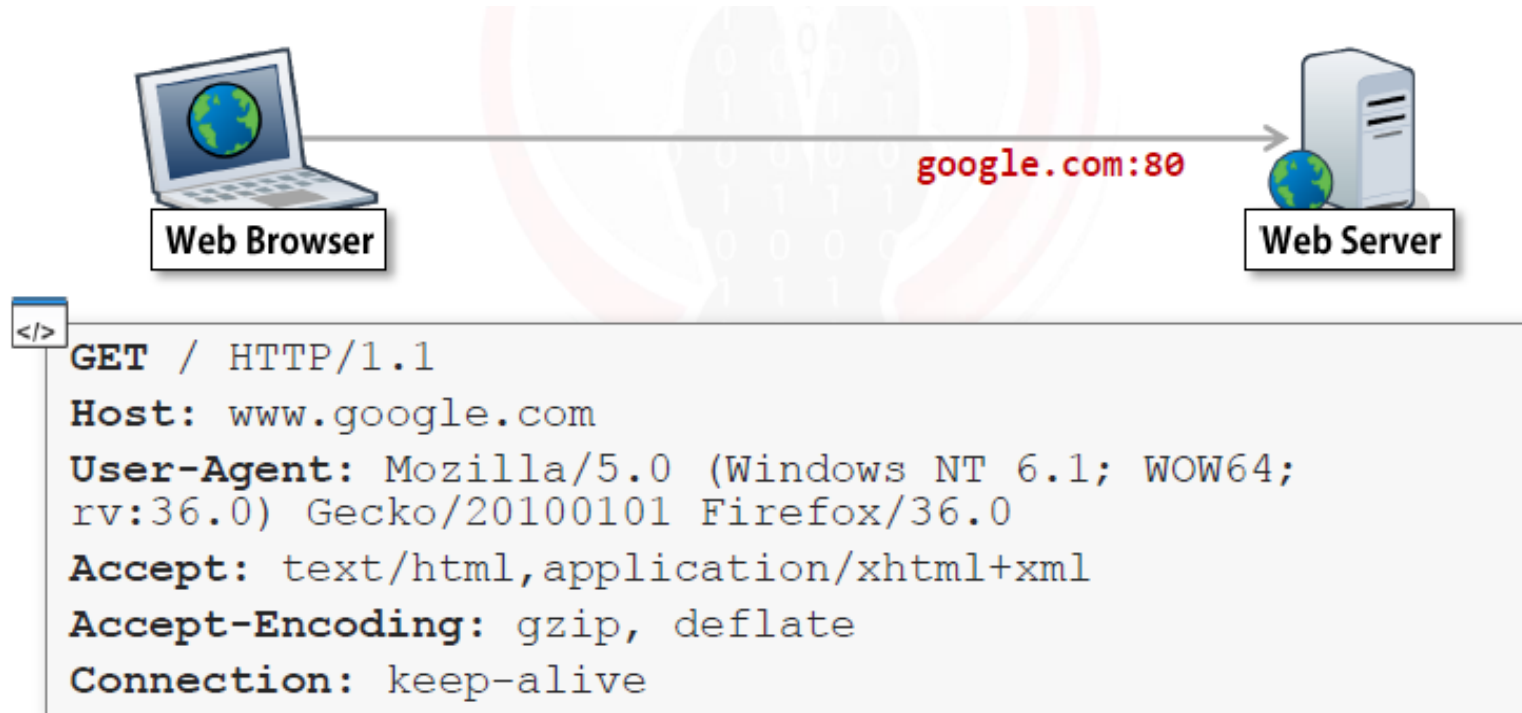 google.com:80
Web Browser
Web Server
</>
GET / HTTP/1.1
Host: www.google.com
User-Agent: Mozilla/5.0 (Windows NT 6.1; WOW64;
rv:36.0) Gecko/20100101 Firefox/36.0
Accept: text/html,application/xhtml+xml
Accept-Encoding: gzip, deflate
Connection: keep-alive